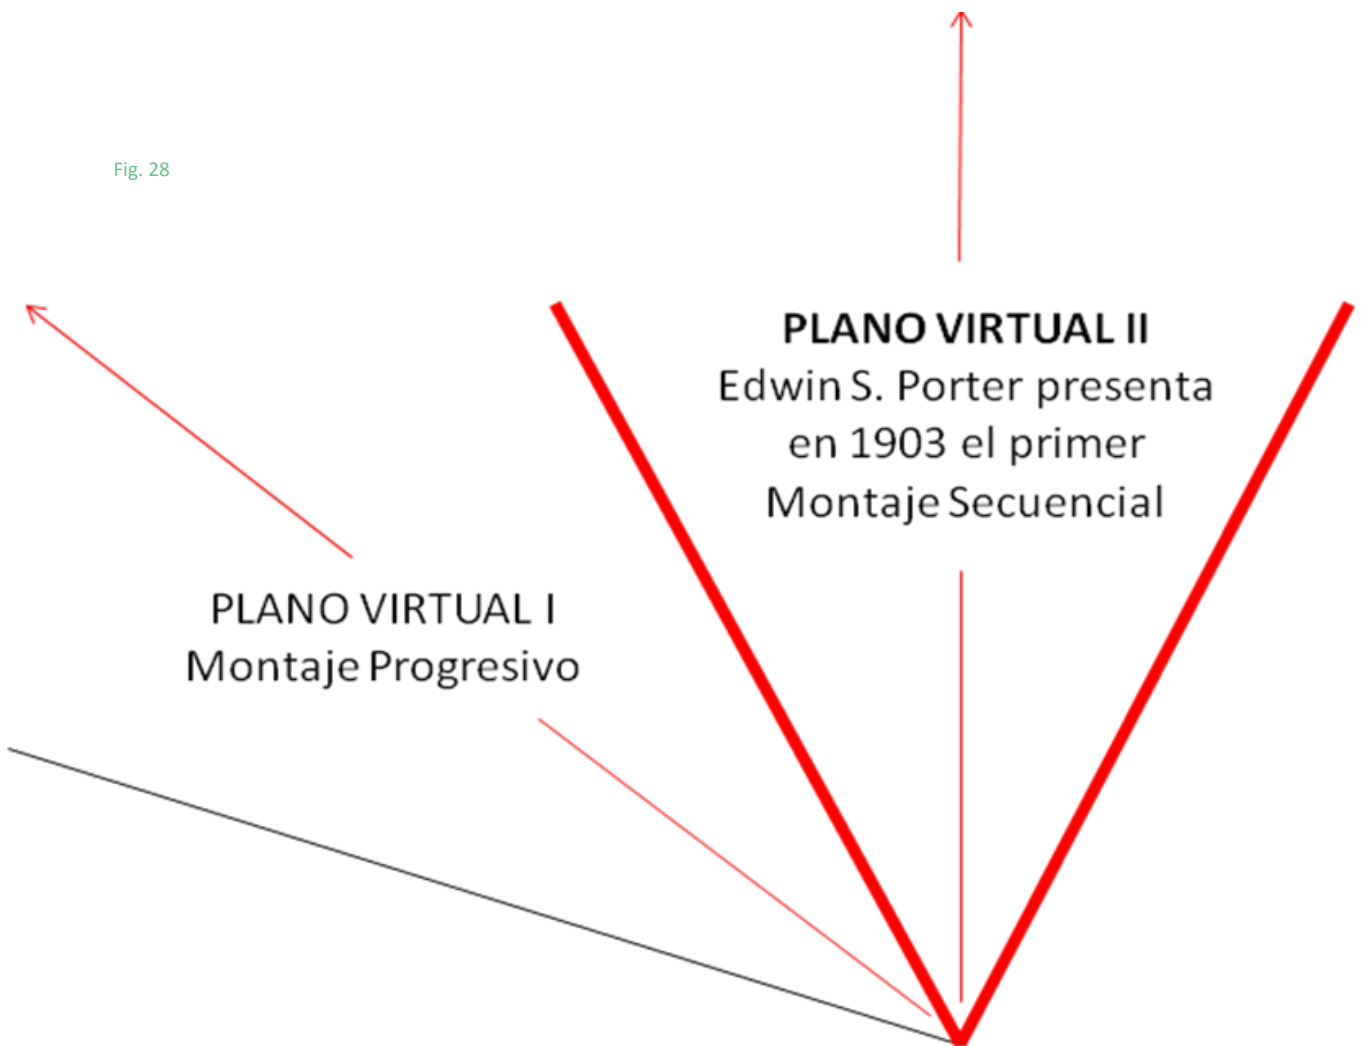 Fig. 28
PLANO VIRTUAL II
Edwin S. Porter presenta
en 1903 el primer
Montaje Secuencial
PLANO VIRTUAL I
Montaje Progresivo